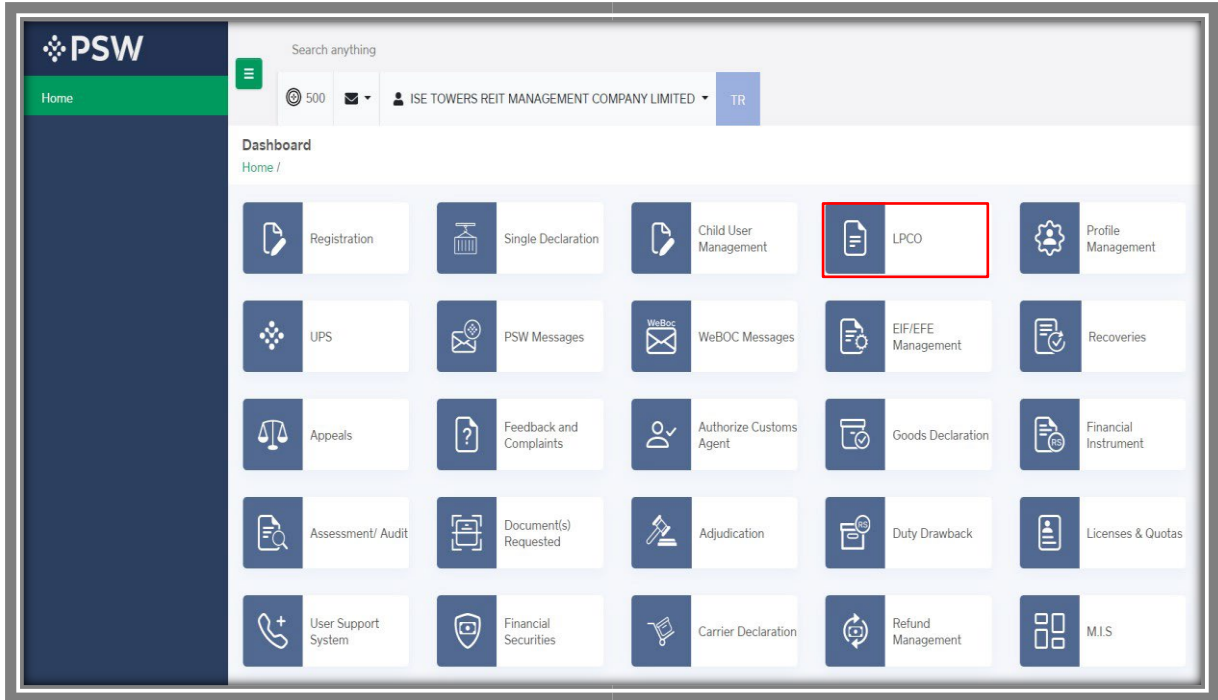 PSW
Home
Search anything
500
ISE TOWERS REIT MANAGEMENT COMPANY LIMITED
TR
Dashboard
Home /
Registration
Single Declaration
Child User
Management
LPCO
Profile
Management
UPS
PSW Messages
WeBoc
WeBOC Messages
EIF/EFE
Management
Recoveries
Appeals
Feedback and
Complaints
Authorize Customs
Agent
Goods Declaration
RS
Financial
Instrument
Assessment/ Audit
Document(s)
Requested
Adjudication
RS
Duty Drawback
Licenses & Quotas
User Support
System
Financial
Securities
Carrier Declaration
Refund
Management
M.I.S